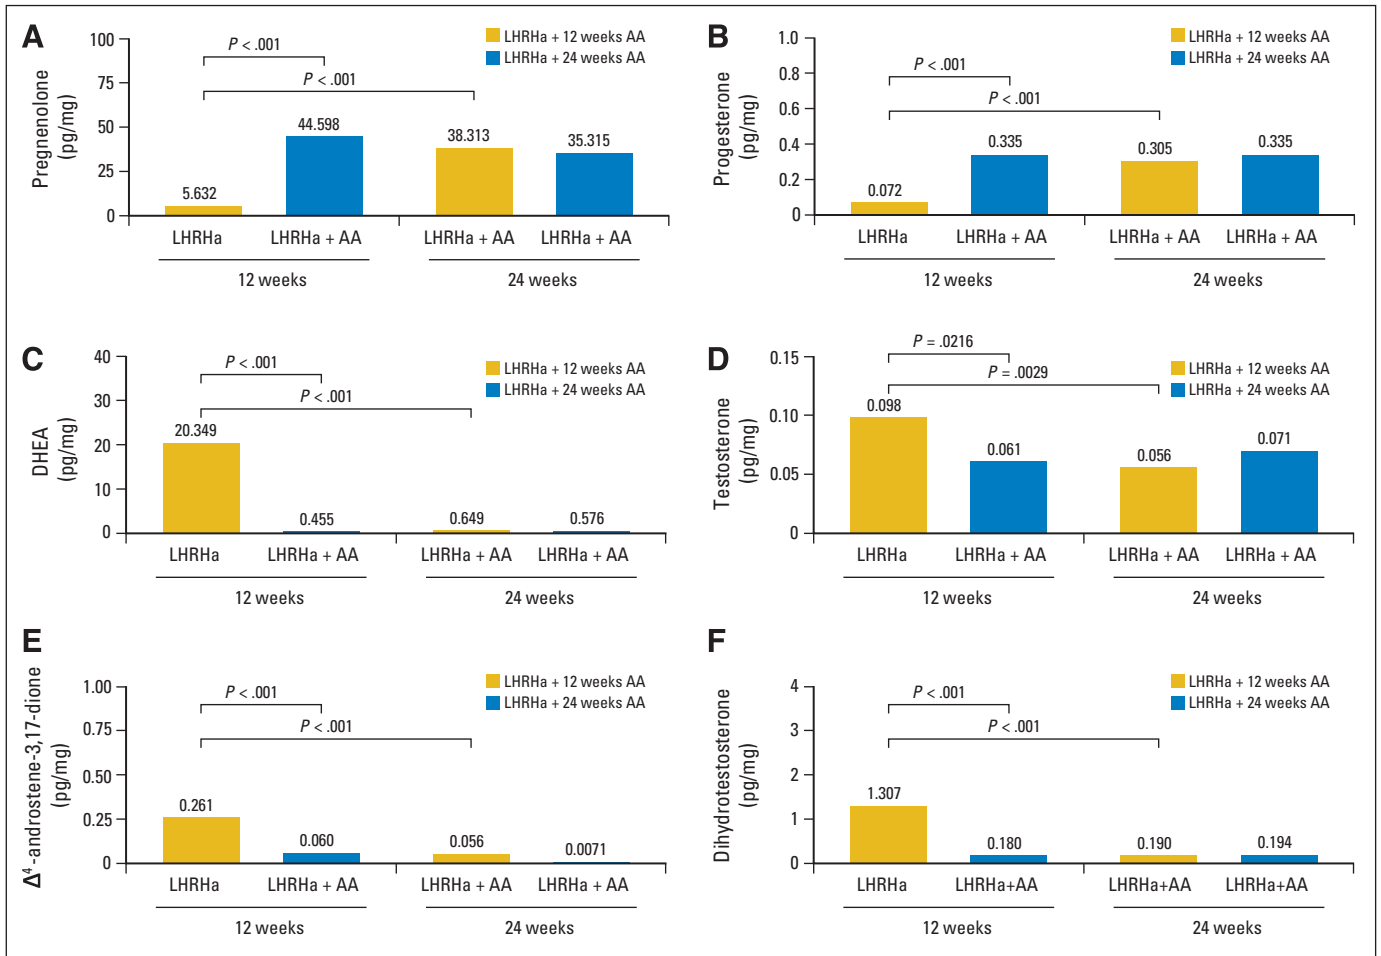 A
Pregnenolone
(pg/mg)
100
75
50
25
0
P < .001
P < .001
LHRHa + 12 weeks AA
LHRHa + 24 weeks AA
5.632
44.598
38.313
35.315
LHRHa
LHRHa + AA
LHRHa + AA
LHRHa + AA
12 weeks
24 weeks
B
Progesterone
(pg/mg)
1.0
0.8
0.6
0.4
0.2
0
P < .001
P < .001
LHRHa + 12 weeks AA
LHRHa + 24 weeks AA
0.072
0.335
0.305
0.335
LHRHa
LHRHa + AA
LHRHa + AA
LHRHa + AA
12 weeks
24 weeks
C
DHEA
(pg/mg)
40
30
20
10
0
P < .001
P < .001
LHRHa + 12 weeks AA
LHRHa + 24 weeks AA
20.349
0.455
0.649
0.576
LHRHa
LHRHa + AA
LHRHa + AA
LHRHa + AA
12 weeks
24 weeks
D
Testosterone
(pg/mg)
0.15
0.10
0.05
0
P = .0216
P = .0029
LHRHa + 12 weeks AA
LHRHa + 24 weeks AA
0.098
0.061
0.056
0.071
LHRHa
LHRHa + AA
LHRHa + AA
LHRHa + AA
12 weeks
24 weeks
E
Δ⁴-androstene-3,17-dione
(pg/mg)
1.00
0.75
0.50
0.25
0
P < .001
P < .001
LHRHa + 12 weeks AA
LHRHa + 24 weeks AA
0.261
0.060
0.056
0.0071
LHRHa
LHRHa + AA
LHRHa + AA
LHRHa + AA
12 weeks
24 weeks
F
Dihydrotestosterone
(pg/mg)
4
3
2
1
0
P < .001
P < .001
LHRHa + 12 weeks AA
LHRHa + 24 weeks AA
1.307
0.180
0.190
0.194
LHRHa
LHRHa+AA
LHRHa+AA
LHRHa+AA
12 weeks
24 weeks